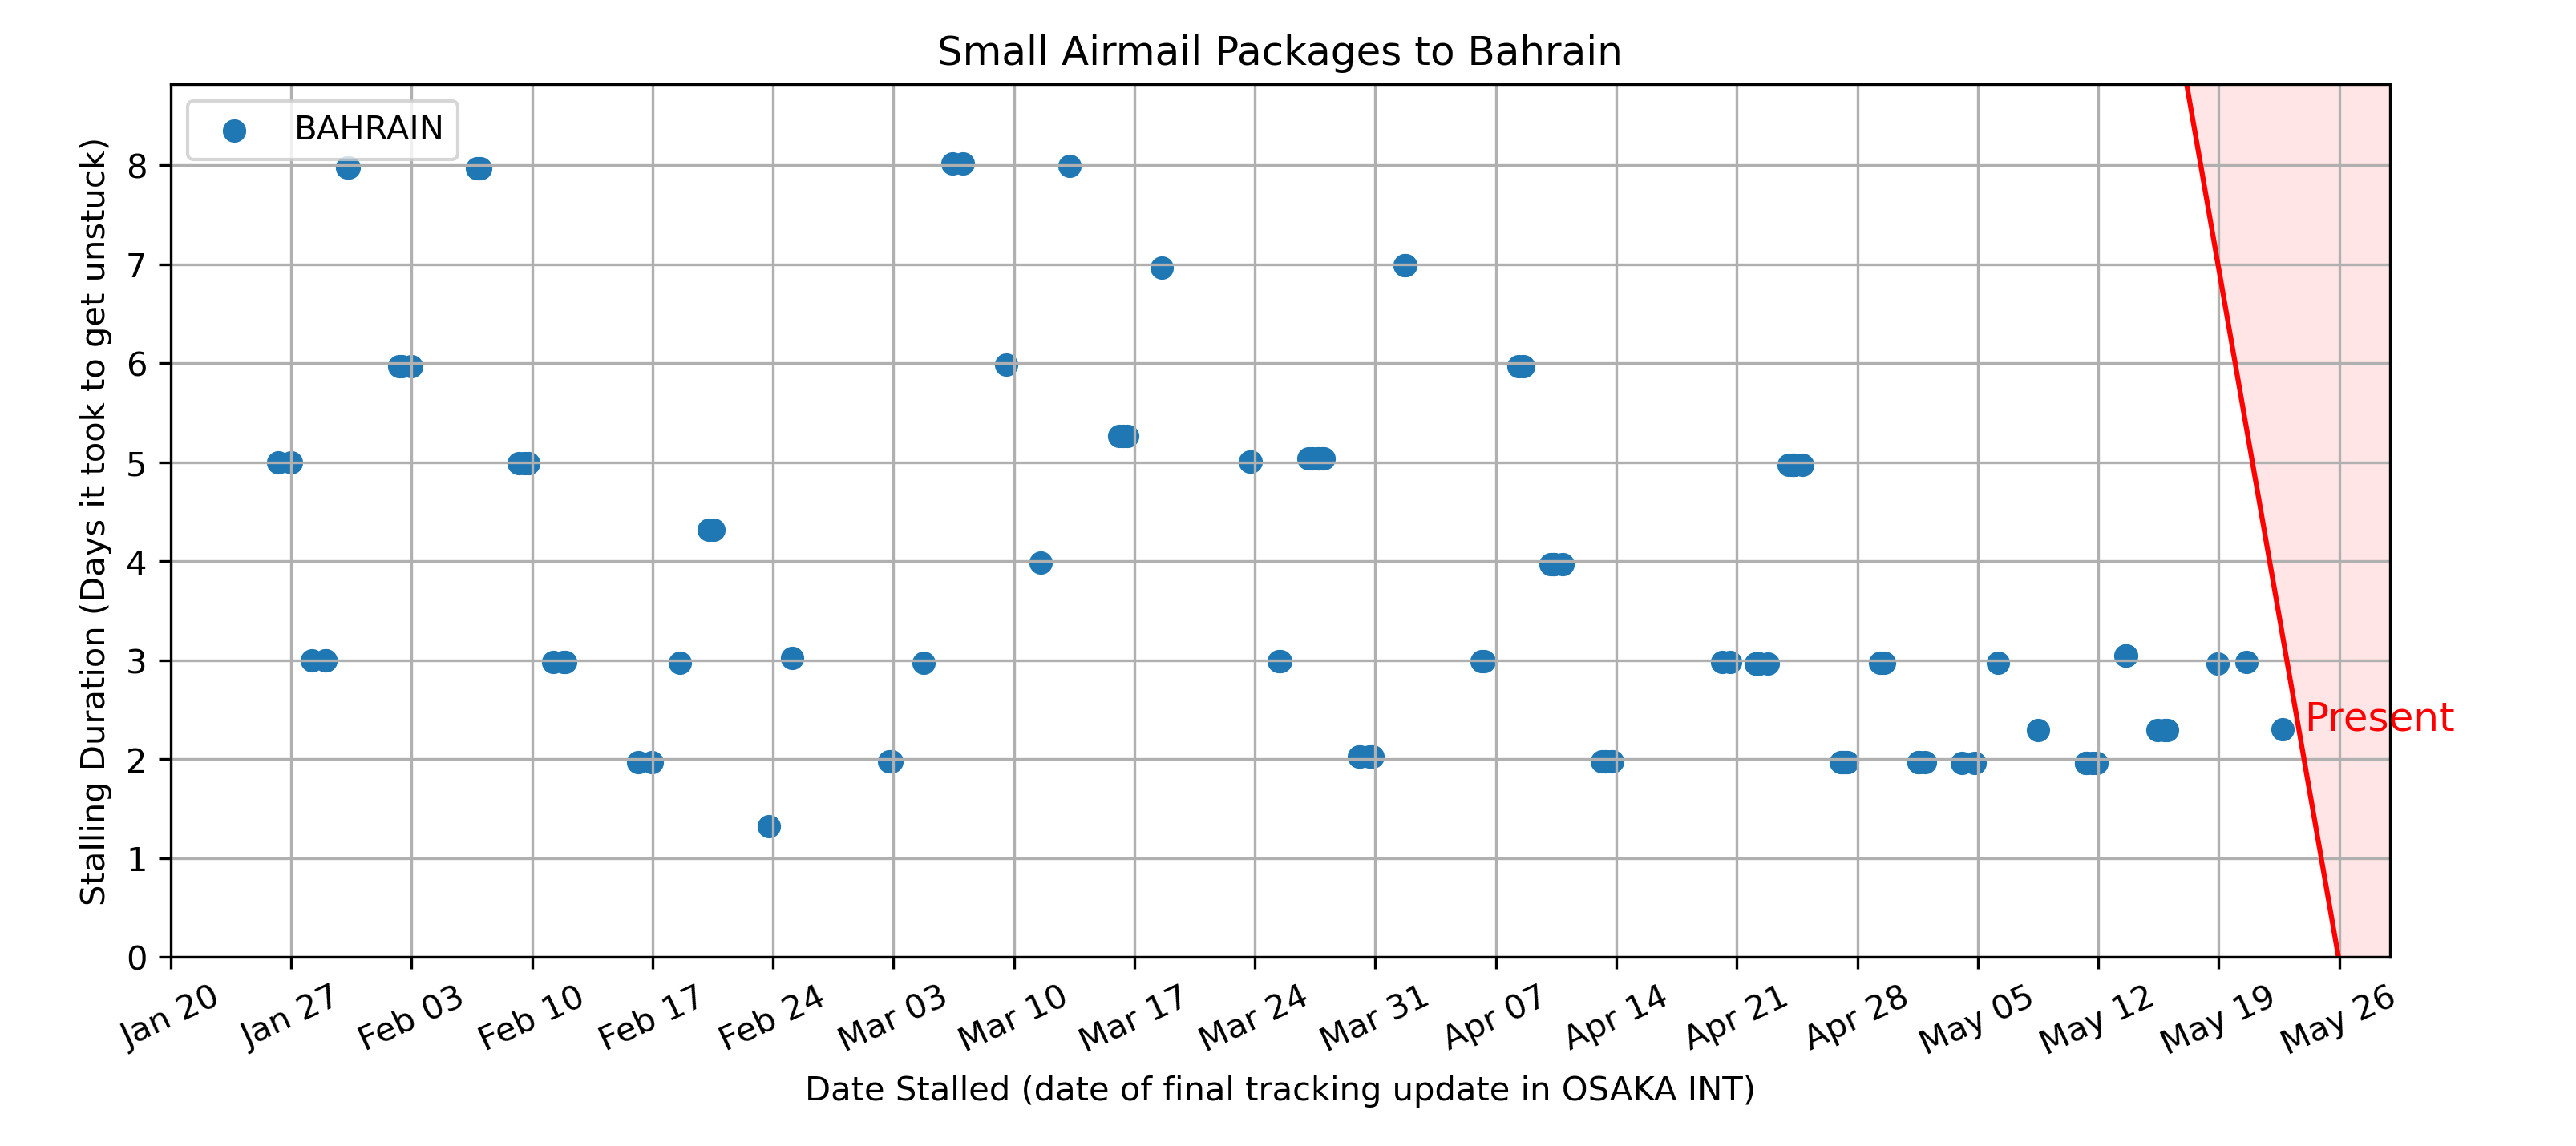 Small Airmail Packages to Bahrain
BAHRAIN
Stalling Duration (Days it took to get unstuck)
8
7
6
5
4
3
2
1
0
Present
Jan 20 Jan 27 Feb 03 Feb 10 Feb 17 Feb 24 Mar 03 Mar 10 Mar 17 Mar 24 Mar 31 Apr 07 Apr 14 Apr 21 Apr 28 May 05 May 12 May 19 May 26
Date Stalled (date of final tracking update in OSAKA INT)